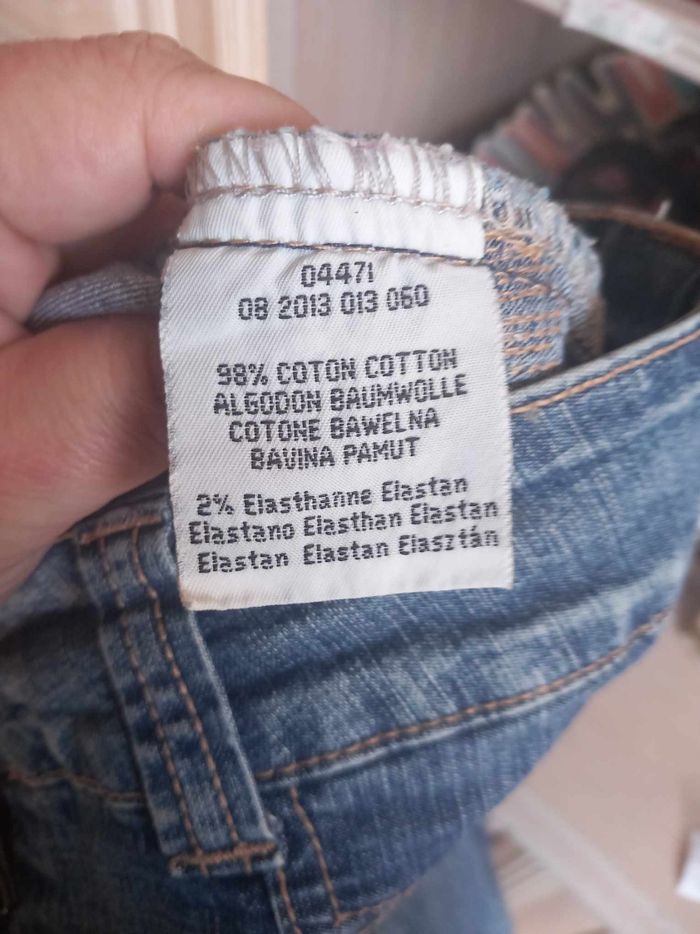 04471
08 2013 013 060
98% COTON COTTON
ALGODON BAUMWOLLE
COTONE BAWELNA
BAVINA PAMUT
2% Elasthanne Elastan
Elastano Elasthan Elastan
Elastan Elastan Elasztán